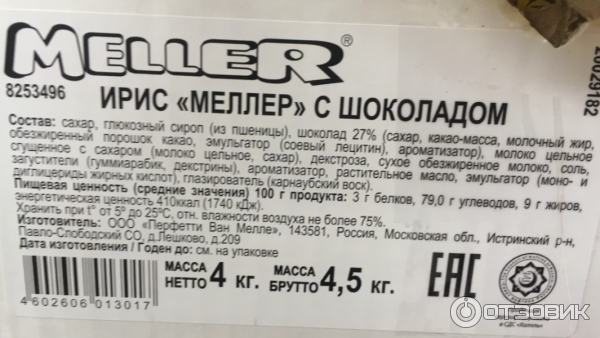 MELLER®
8253496
20029182
ИРИС «МЕЛЛЕР» С ШОКОЛАДОМ
Состав: сахар, глюкозный сироп (из пшеницы), шоколад 27% (сахар, какао-масса, молочный жир,
обезжиренный порошок какао, эмульгатор (соевый лецитин), ароматизатор), молоко цельное
сгущенное с сахаром (молоко цельное, сахар), декстроза, сухое обезжиренное молоко, соль,
загустители (гуммиарабик, декстрины), ароматизатор, растительное масло, эмульгатор (моно- и
диглицериды жирных кислот), глазирователь (карнаубский воск).
Пищевая ценность (средние значения) 100 г продукта: 3 г белков, 79,0 г углеводов, 9 г жиров,
энергетическая ценность 410ккал (1740 кДж).
Хранить при t° от 5° до 25°С, отн. влажности воздуха не более 75%.
Изготовитель: ООО «Перфетти Ван Мелле», 143581, Россия, Московская обл., Истринский р-н,
Павло-Слободский СО, д.Лешково, д.209
Дата изготовления / Годен до: см. на упаковке
МАССА НЕТТО 4 кг. МАССА БРУТТО 4,5 кг.
EAC
4602606013017
в СДС
ОТЗОВИК